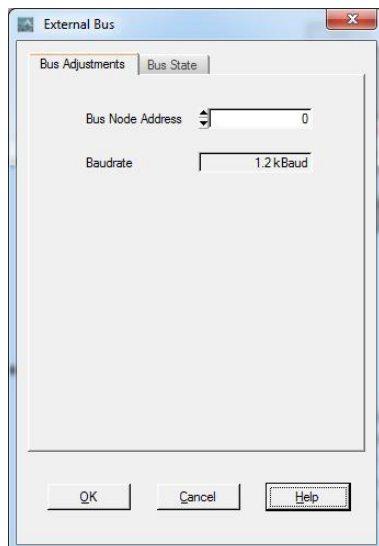 External Bus
Bus Adjustments Bus State
Bus Node Address 0
Baudrate 1.2 kBaud
OK Cancel Help